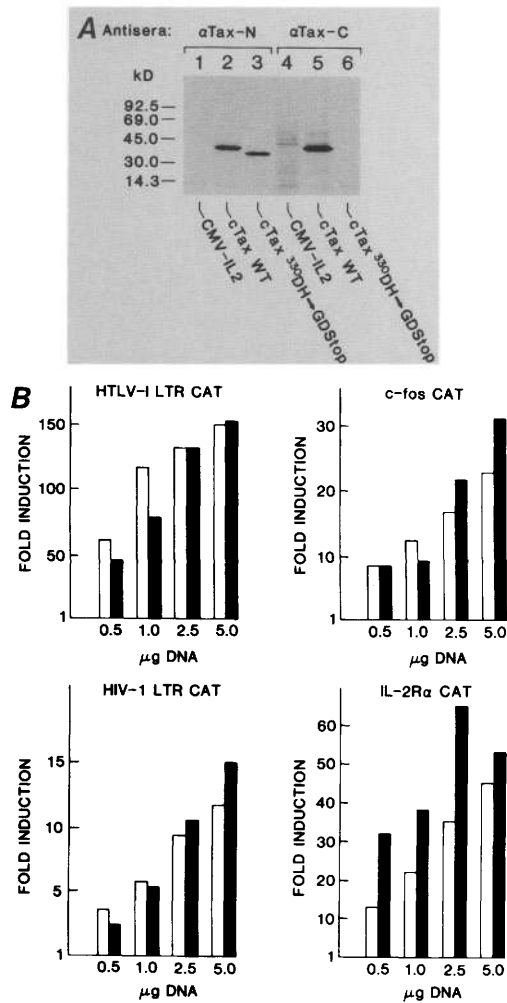 A Antisera: αTax-N αTax-C
1 2 3 4 5 6
kD
92.5
69.0
45.0
30.0
14.3
CMV-IL2
cTax WT
cTax 330DH→GDStop
CMV-IL2
cTax WT
cTax 330DH→GDStop
B
HTLV-I LTR CAT
FOLD INDUCTION
150
100
50
1
0.5 1.0 2.5 5.0
μg DNA
c-fos CAT
FOLD INDUCTION
30
20
10
1
0.5 1.0 2.5 5.0
μg DNA
HIV-1 LTR CAT
FOLD INDUCTION
15
10
5
1
0.5 1.0 2.5 5.0
μg DNA
IL-2Rα CAT
FOLD INDUCTION
60
50
40
30
20
10
1
0.5 1.0 2.5 5.0
μg DNA